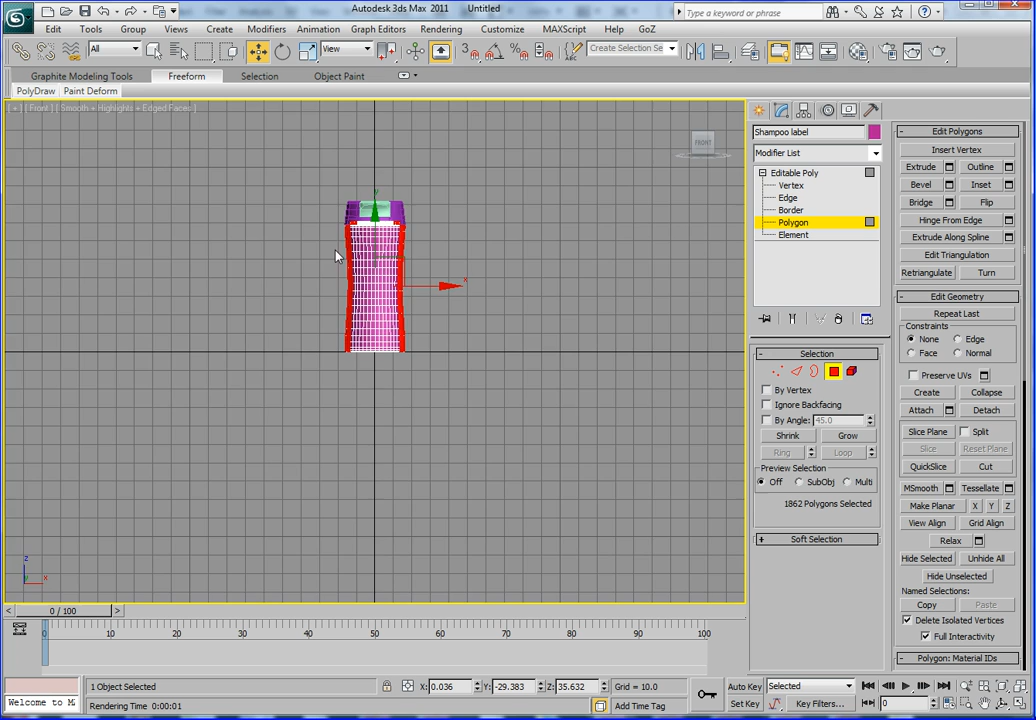 Autodesk 3ds Max 2011 Untitled
Type a keyword or phrase
Edit Tools Group Views Create Modifiers Animation Graph Editors Rendering Customize MAXScript Help GoZ
All View Create Selection Se
Graphite Modeling Tools Freeform Selection Object Paint
PolyDraw Paint Deform
[ + ] [ Front ] [ Smooth + Highlights + Edged Faces ]
FRONT
y
x
z
x
Shampoo label
Modifier List
Editable Poly
Vertex
Edge
Border
Polygon
Element
Selection
By Vertex
Ignore Backfacing
By Angle: 45.0
Shrink Grow
Ring Loop
Preview Selection
Off SubObj Multi
1862 Polygons Selected
Soft Selection
Edit Polygons
Insert Vertex
Extrude Outline
Bevel Inset
Bridge Flip
Hinge From Edge
Extrude Along Spline
Edit Triangulation
Retriangulate Turn
Edit Geometry
Repeat Last
Constraints
None Edge
Face Normal
Preserve UVs
Create Collapse
Attach Detach
Slice Plane Split
Slice Reset Plane
QuickSlice Cut
MSmooth Tessellate
Make Planar X Y Z
View Align Grid Align
Relax
Hide Selected Unhide All
Hide Unselected
Named Selections:
Copy Paste
Delete Isolated Vertices
Full Interactivity
Polygon: Material IDs
< 0 / 100 >
0 10 20 30 40 50 60 70 80 90 100
1 Object Selected X: 0.036 Y: -29.383 Z: 35.632 Grid = 10.0 Auto Key Selected
Welcome to M Rendering Time 0:00:01 Add Time Tag Set Key Key Filters... 0